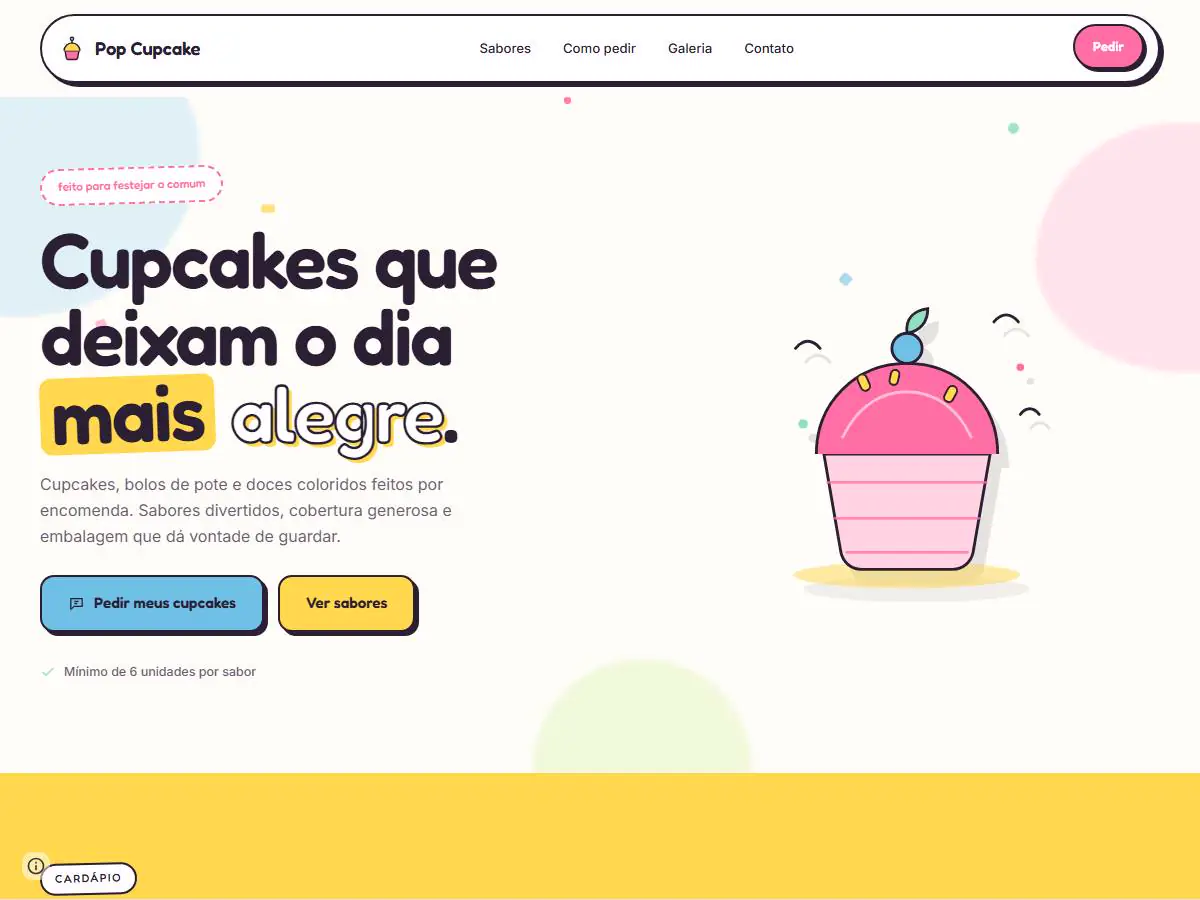 Pop Cupcake
Sabores
Como pedir
Galeria
Contato
Pedir
feito para festejar o comum
Cupcakes que
deixam o dia
mais alegre.
Cupcakes, bolos de pote e doces coloridos feitos por
encomenda. Sabores divertidos, cobertura generosa e
embalagem que dá vontade de guardar.
Pedir meus cupcakes
Ver sabores
Mínimo de 6 unidades por sabor
CARDÁPIO